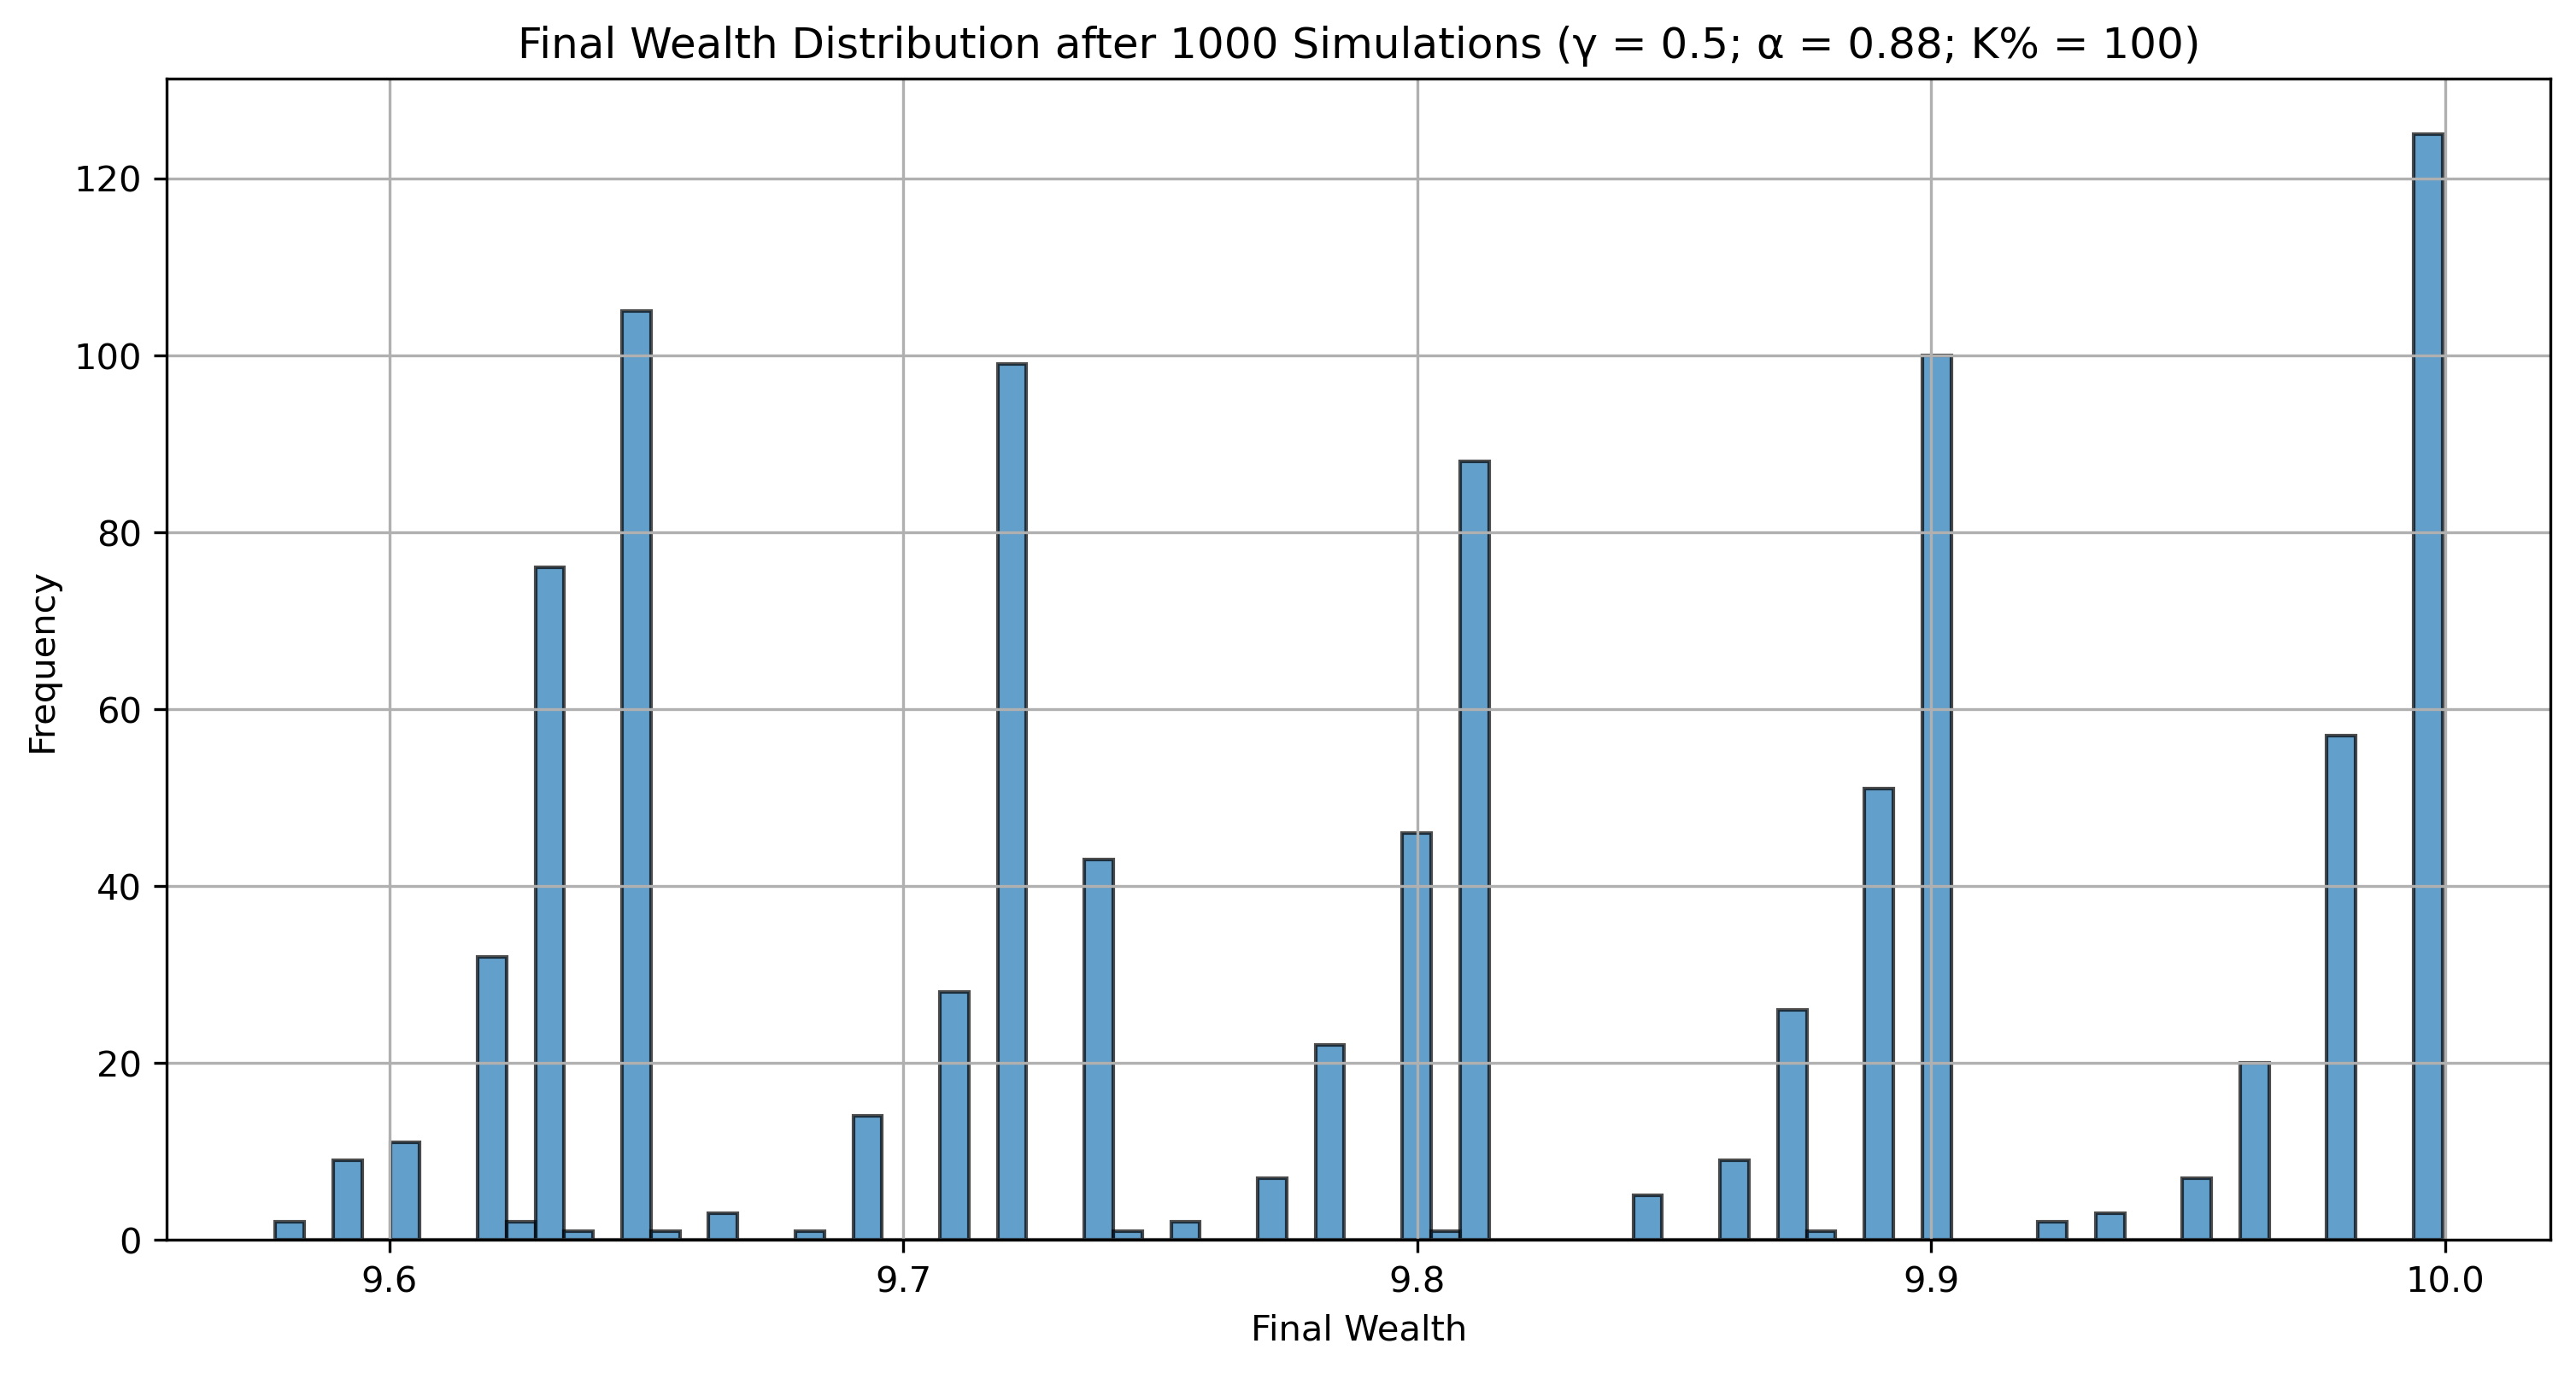 Final Wealth Distribution after 1000 Simulations (γ = 0.5; α = 0.88; K% = 100)
120
100
80
60
40
20
0
Frequency
9.6 9.7 9.8 9.9 10.0
Final Wealth